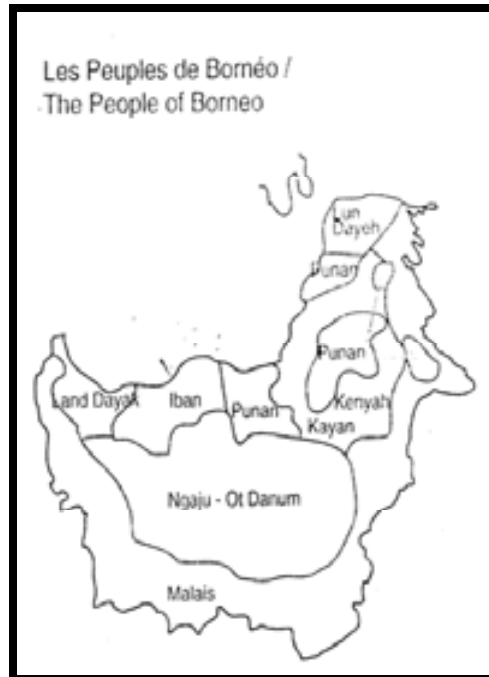 Les Peuples de Bornéo /
The People of Borneo
Lun
Dayeh
Punan
Punan
Land Dayak
Iban
Punan
Kenyah
Kayan
Ngaju - Ot Danum
Malais